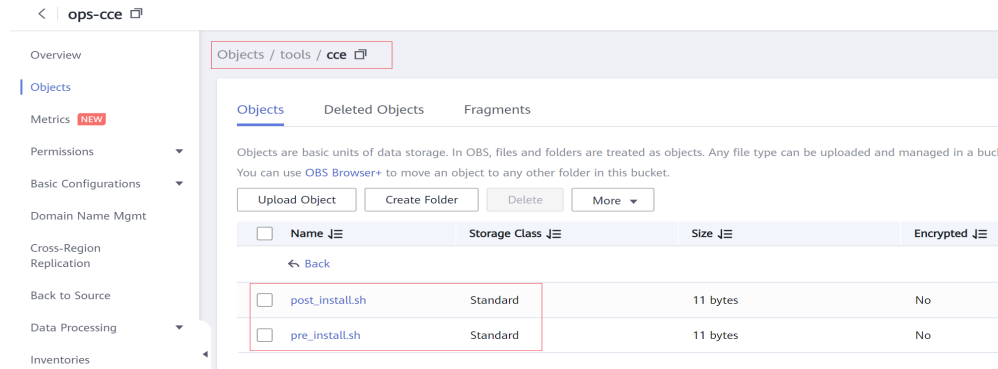 ops-cce
Overview
Objects
Metrics NEW
Permissions
Basic Configurations
Domain Name Mgmt
Cross-Region
Replication
Back to Source
Data Processing
Inventories
Objects / tools / cce
Objects Deleted Objects Fragments
Objects are basic units of data storage. In OBS, files and folders are treated as objects. Any file type can be uploaded and managed in a
You can use OBS Browser+ to move an object to any other folder in this bucket.
Upload Object Create Folder Delete More
Name Storage Class Size Encrypted
Back
post_install.sh Standard 11 bytes No
pre_install.sh Standard 11 bytes No